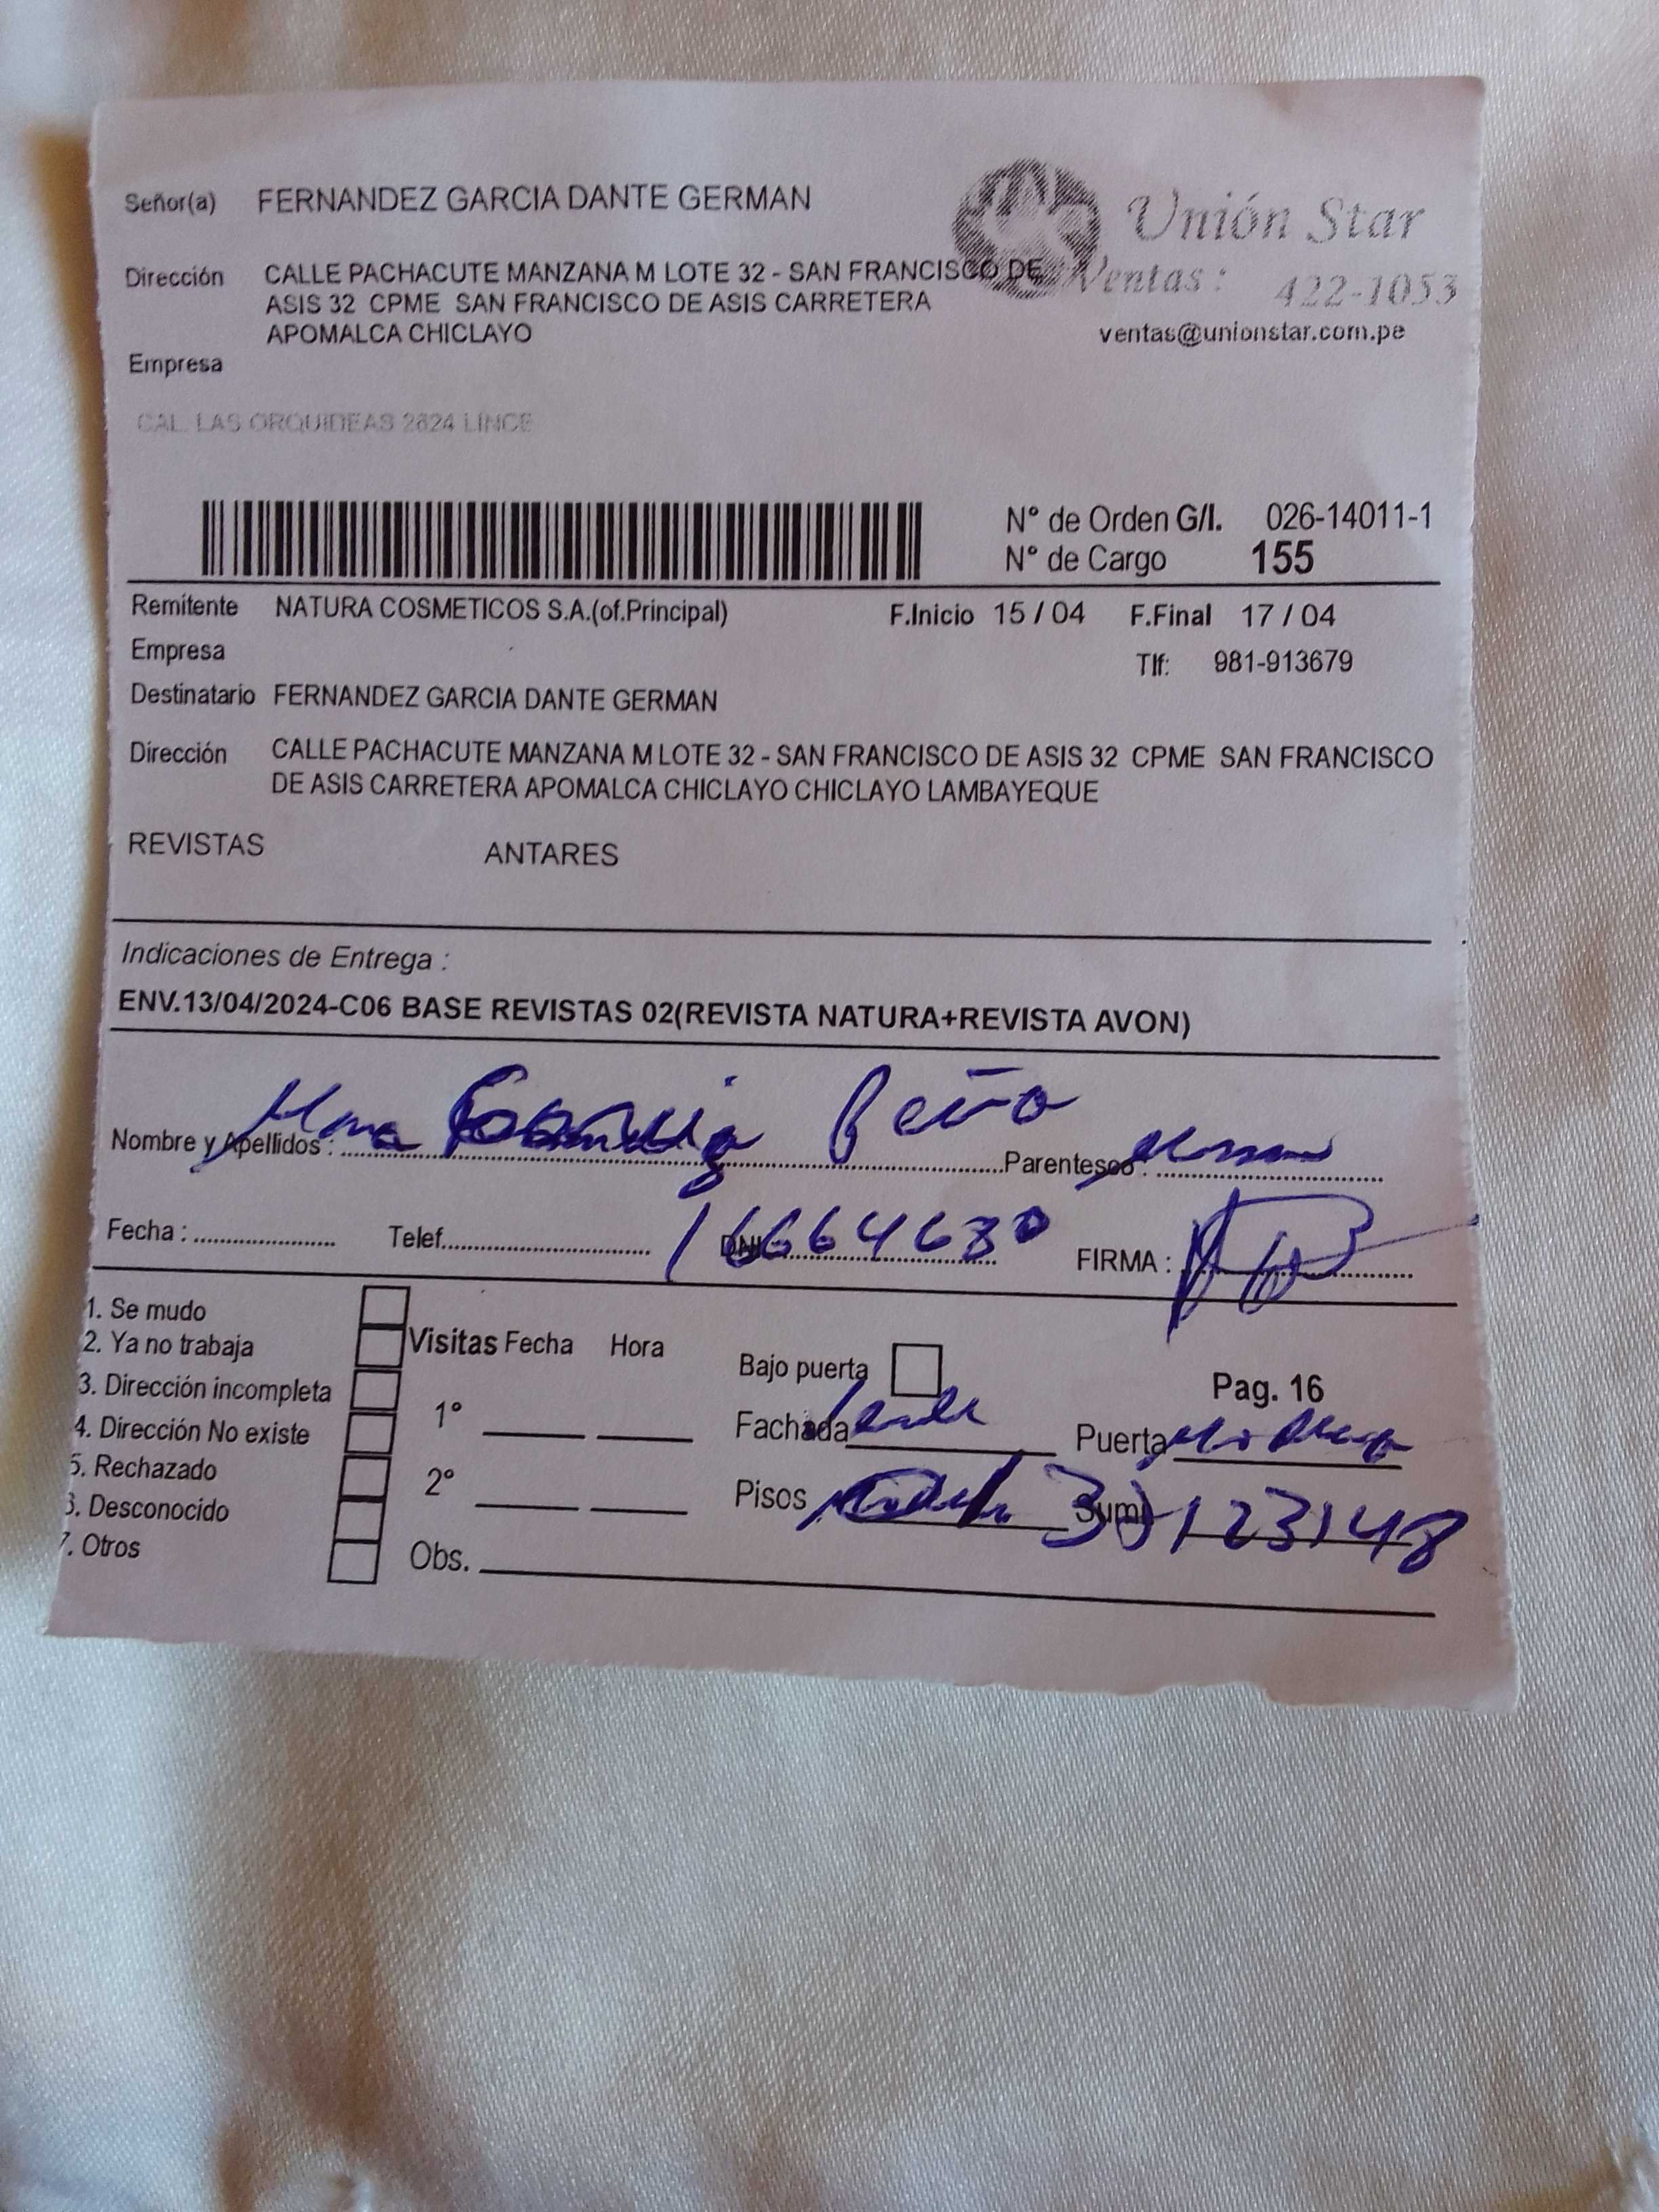 Señor(a) FERNANDEZ GARCIA DANTE GERMAN
Unión Star
Dirección CALLE PACHACUTE MANZANA M LOTE 32 - SAN FRANCISCO DE
ASIS 32 CPME SAN FRANCISCO DE ASIS CARRETERA
APOMALCA CHICLAYO
Ventas : 422-1053
ventas@unionstar.com.pe
Empresa
CAL. LAS ORQUIDEAS 2624 LINCE
N° de Orden G/I. 026-14011-1
N° de Cargo 155
Remitente NATURA COSMETICOS S.A.(of.Principal) F.Inicio 15 / 04 F.Final 17 / 04
Empresa Tlf: 981-913679
Destinatario FERNANDEZ GARCIA DANTE GERMAN
Dirección CALLE PACHACUTE MANZANA M LOTE 32 - SAN FRANCISCO DE ASIS 32 CPME SAN FRANCISCO
DE ASIS CARRETERA APOMALCA CHICLAYO CHICLAYO LAMBAYEQUE
REVISTAS ANTARES
Indicaciones de Entrega :
ENV.13/04/2024-C06 BASE REVISTAS 02(REVISTA NATURA+REVISTA AVON)
Nombre y Apellidos : Parentesco :
Fecha : Telef. DNI 16664630 FIRMA :
1. Se mudo
2. Ya no trabaja
3. Dirección incompleta
4. Dirección No existe
5. Rechazado
6. Desconocido
7. Otros
Visitas Fecha Hora
1°
2°
Obs.
Bajo puerta Pag. 16
Fachada Puerta
Pisos Sumi